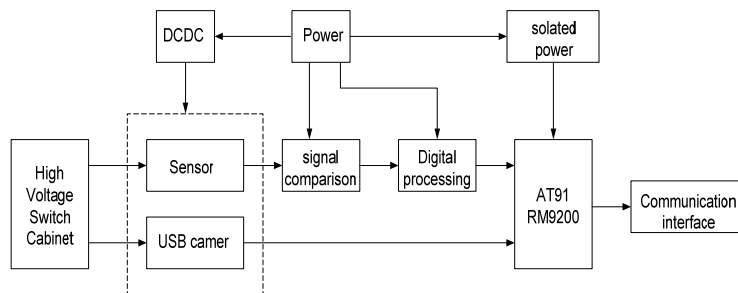 DCDC
Power
solated
power
High
Voltage
Switch
Cabinet
Sensor
signal
comparison
Digital
processing
AT91
RM9200
Communication
interface
USB camer